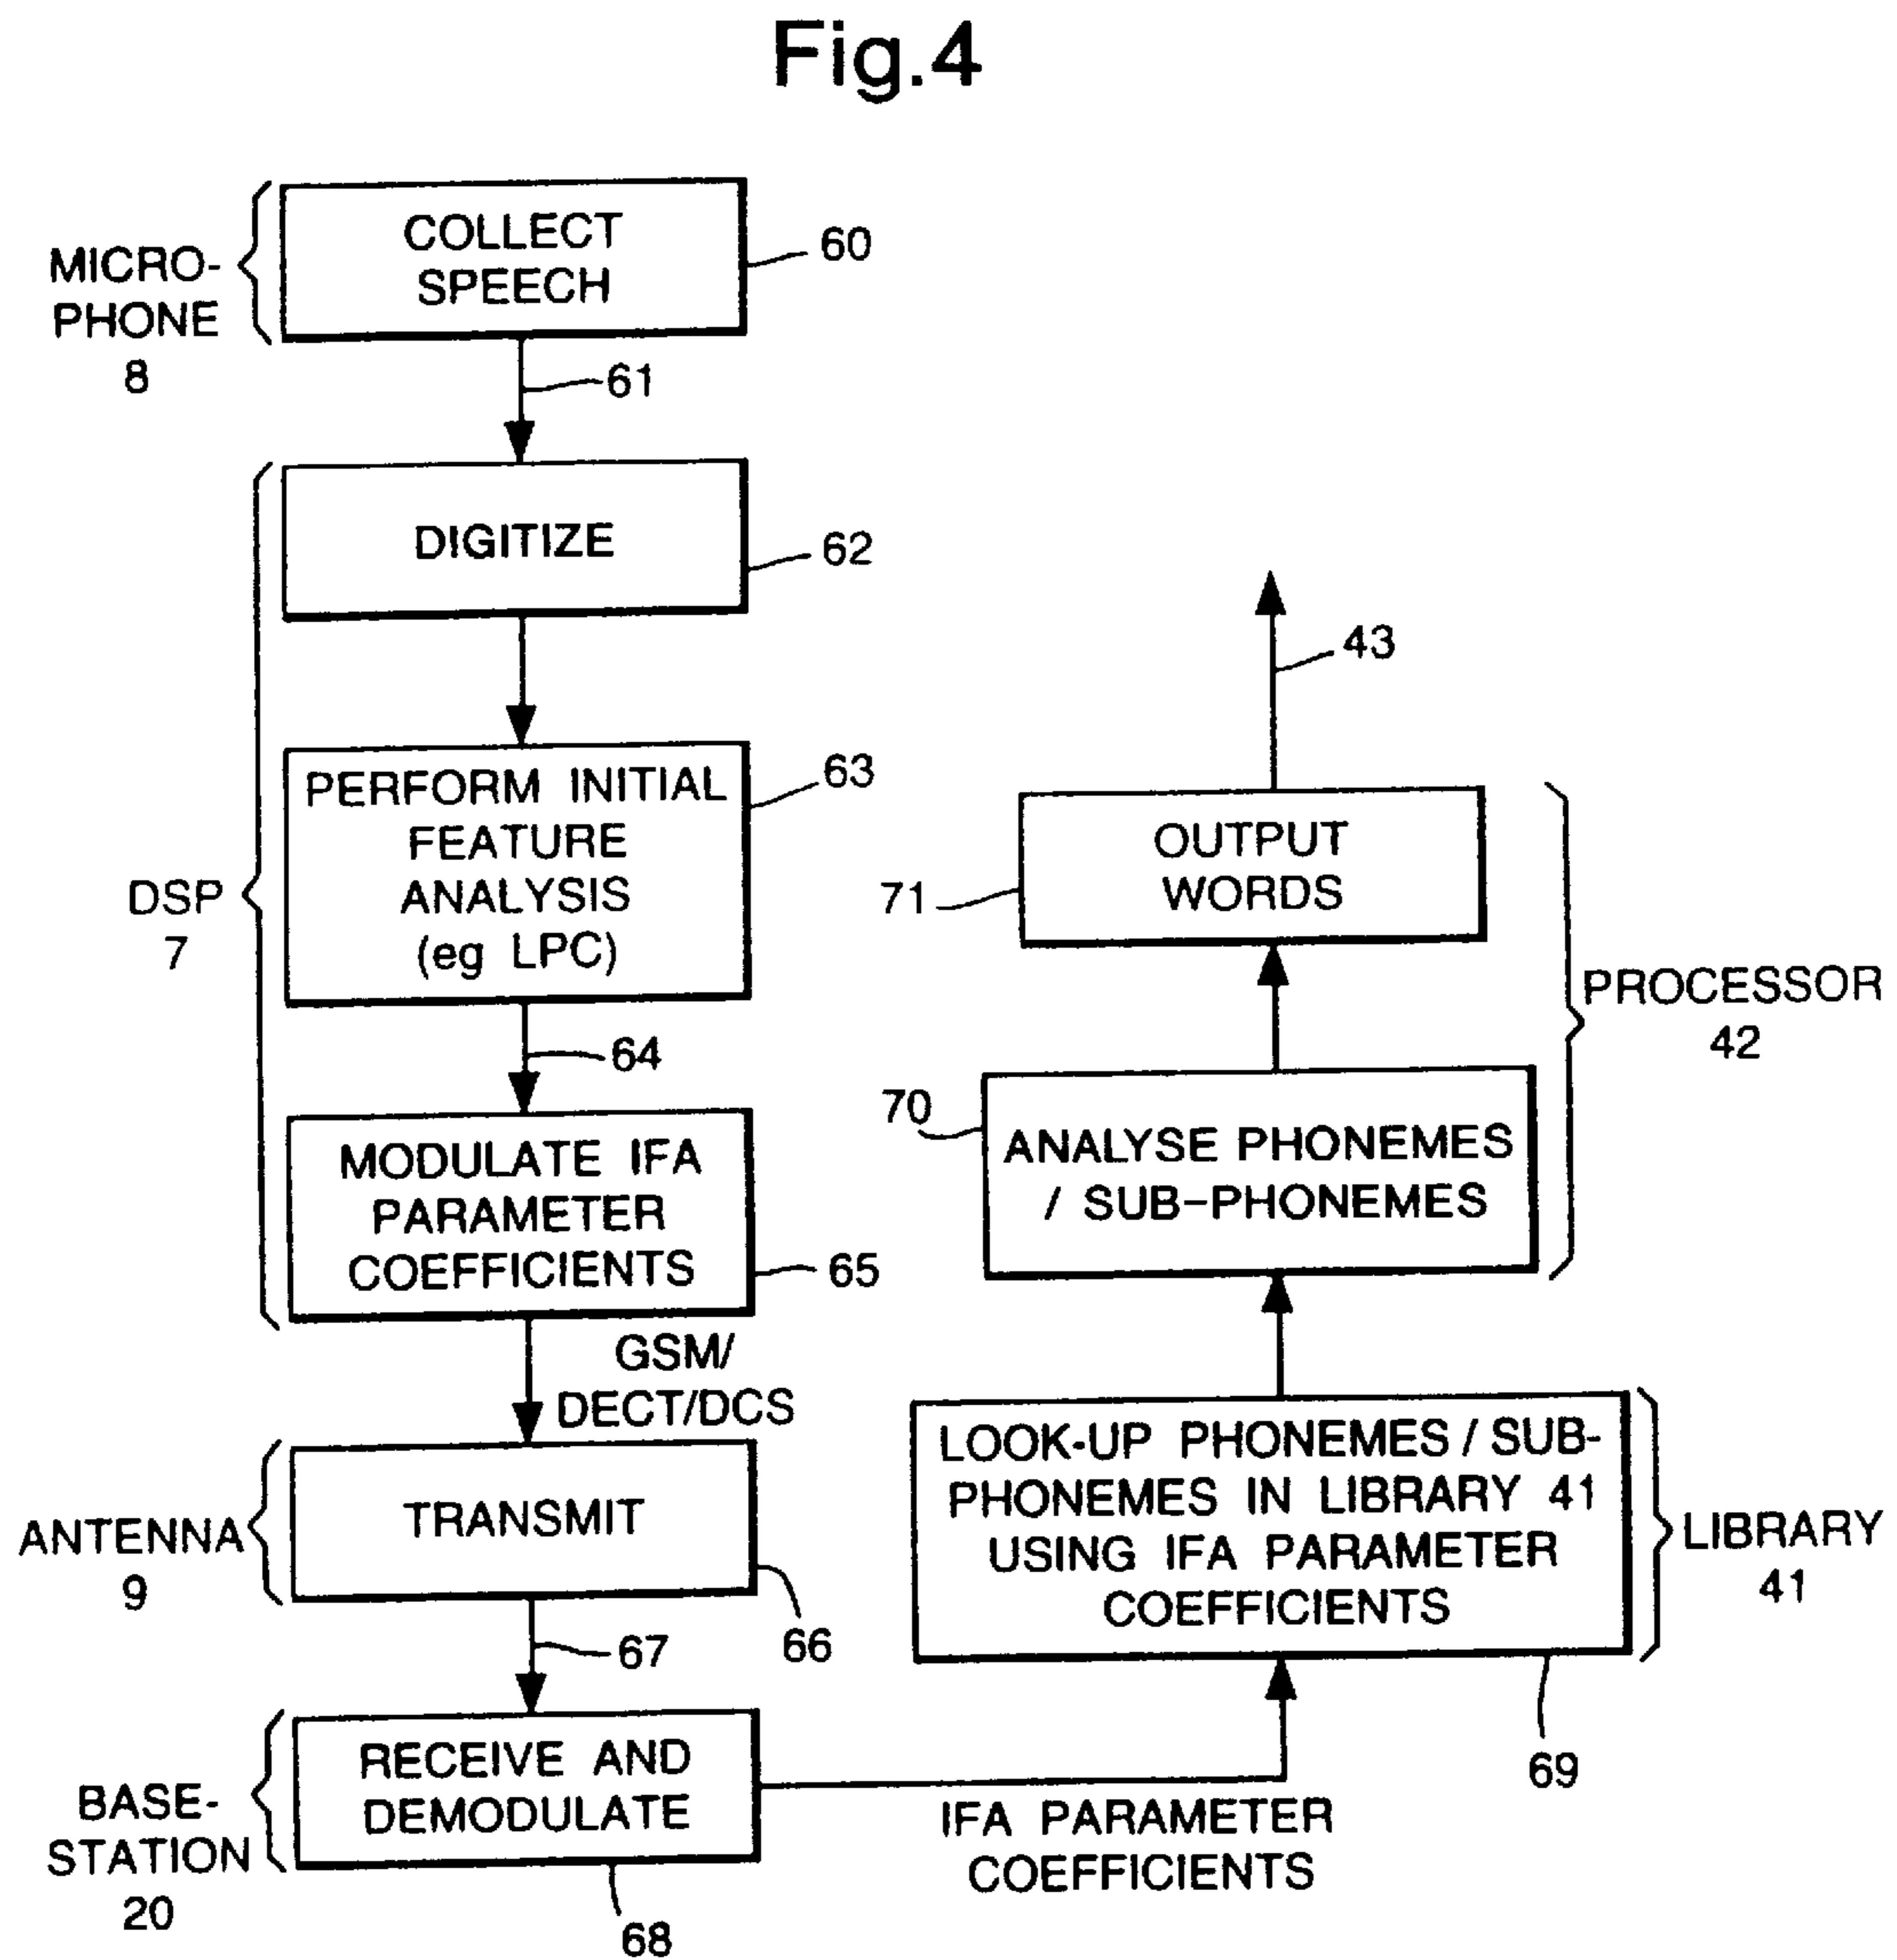 Fig.4
MICRO-
PHONE
8
COLLECT
SPEECH
60
61
DSP
7
DIGITIZE
62
PERFORM INITIAL
FEATURE
ANALYSIS
(eg LPC)
63
64
MODULATE IFA
PARAMETER
COEFFICIENTS
65
GSM/
DECT/DCS
ANTENNA
9
TRANSMIT
66
67
BASE-
STATION
20
RECEIVE AND
DEMODULATE
68
IFA PARAMETER
COEFFICIENTS
LOOK-UP PHONEMES / SUB-
PHONEMES IN LIBRARY 41
USING IFA PARAMETER
COEFFICIENTS
69
LIBRARY
41
70
ANALYSE PHONEMES
/ SUB-PHONEMES
PROCESSOR
42
71
OUTPUT
WORDS
43